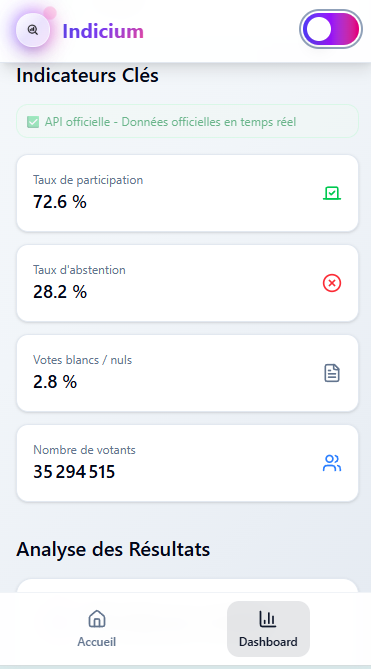 Indicium
Indicateurs Clés
✅ API officielle - Données officielles en temps réel
Taux de participation
72.6 %
Taux d'abstention
28.2 %
Votes blancs / nuls
2.8 %
Nombre de votants
35 294 515
Analyse des Résultats
Accueil
Dashboard